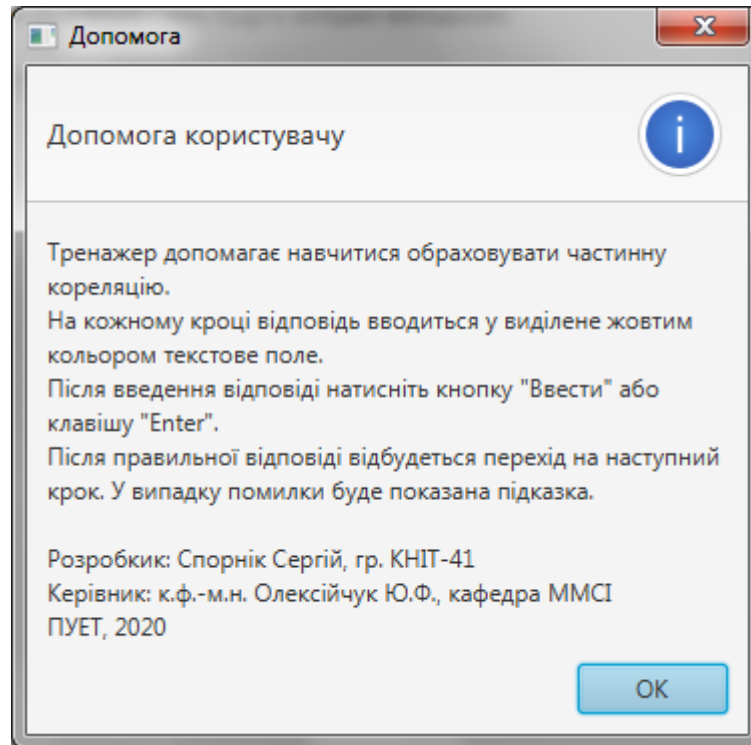 Допомога
Допомога користувачу
Тренажер допомагає навчитися обраховувати частинну
кореляцію.
На кожному кроці відповідь вводиться у виділене жовтим
кольором текстове поле.
Після введення відповіді натисніть кнопку "Ввести" або
клавішу "Enter".
Після правильної відповіді відбудеться перехід на наступний
крок. У випадку помилки буде показана підказка.
Розробкик: Спорнік Сергій, гр. КНІТ-41
Керівник: к.ф.-м.н. Олексійчук Ю.Ф., кафедра ММСІ
ПУЕТ, 2020
ОК